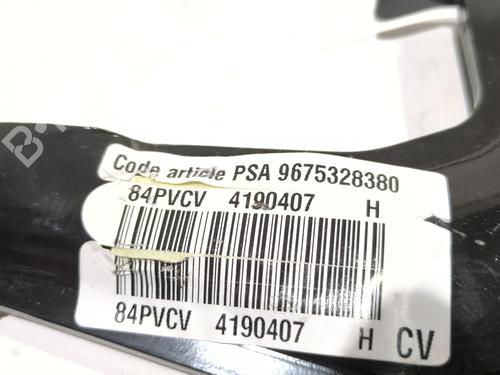 Code article PSA 9675328380
84PVCV 4190407 H
84PVCV 4190407 H CV